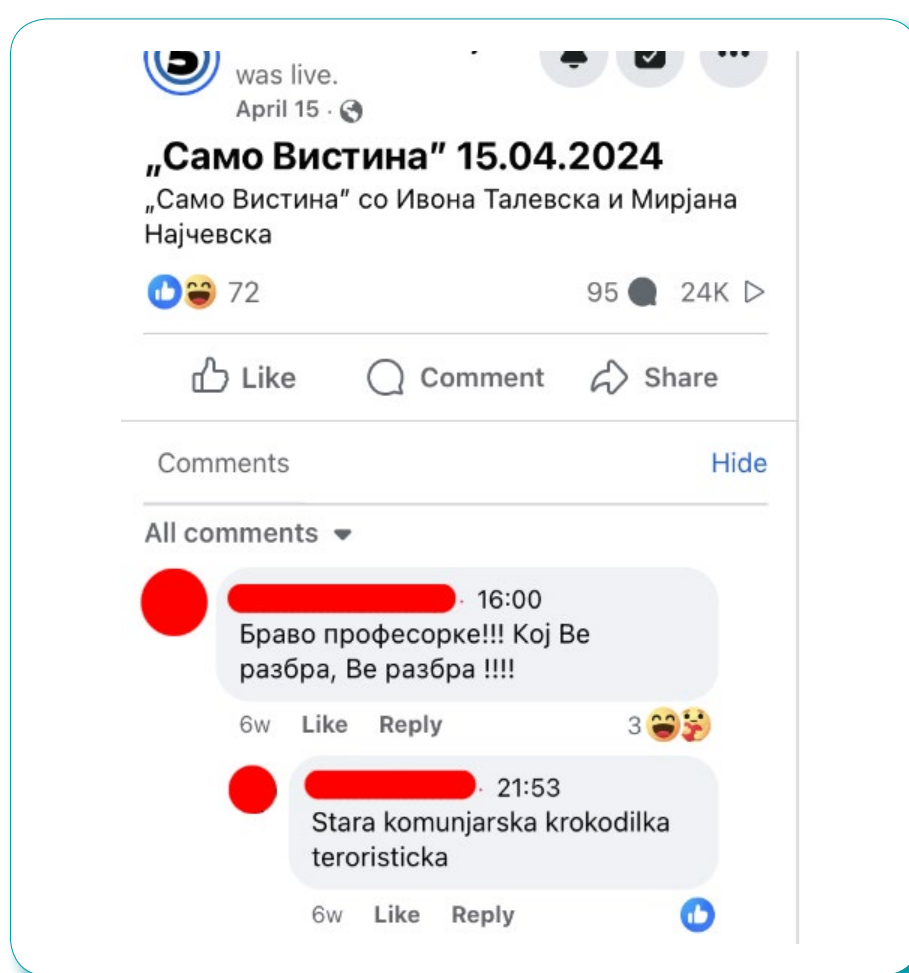 5
was live.
April 15 ·
„Само Вистина” 15.04.2024
„Само Вистина” со Ивона Талевска и Мирјана
Најчевска
72 95 24K
Like Comment Share
Comments Hide
All comments
· 16:00
Браво професорке!!! Кој Ве
разбра, Ве разбра !!!!
6w Like Reply 3
· 21:53
Stara komunjarska krokodilka
teroristicka
6w Like Reply